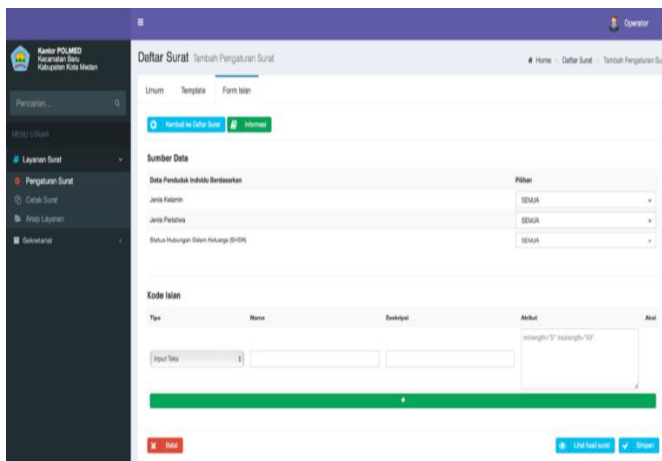 Operator
Kantor POLMED
Kecamatan Baru
Kabupaten Kota Medan
Daftar Surat Tambah Pengaturan Surat
Home > Daftar Surat > Tambah Pengaturan Su
Pencarian...
MENU UTAMA
Layanan Surat
Pengaturan Surat
Cetak Surat
Arsip Layanan
Sekretariat
Umum Template Form Isian
Kembali ke Daftar Surat Informasi
Sumber Data
Data Penduduk Individu Berdasarkan Pilihan
Jenis Kelamin SEMUA
Jenis Peristiwa SEMUA
Status Hubungan Dalam Keluarga (SHDK) SEMUA
Kode Isian
Tipe Nama Deskripsi Atribut Aksi
Input Teks minlength="5" maxlength="50"
+
Batal Lihat hasil surat Simpan